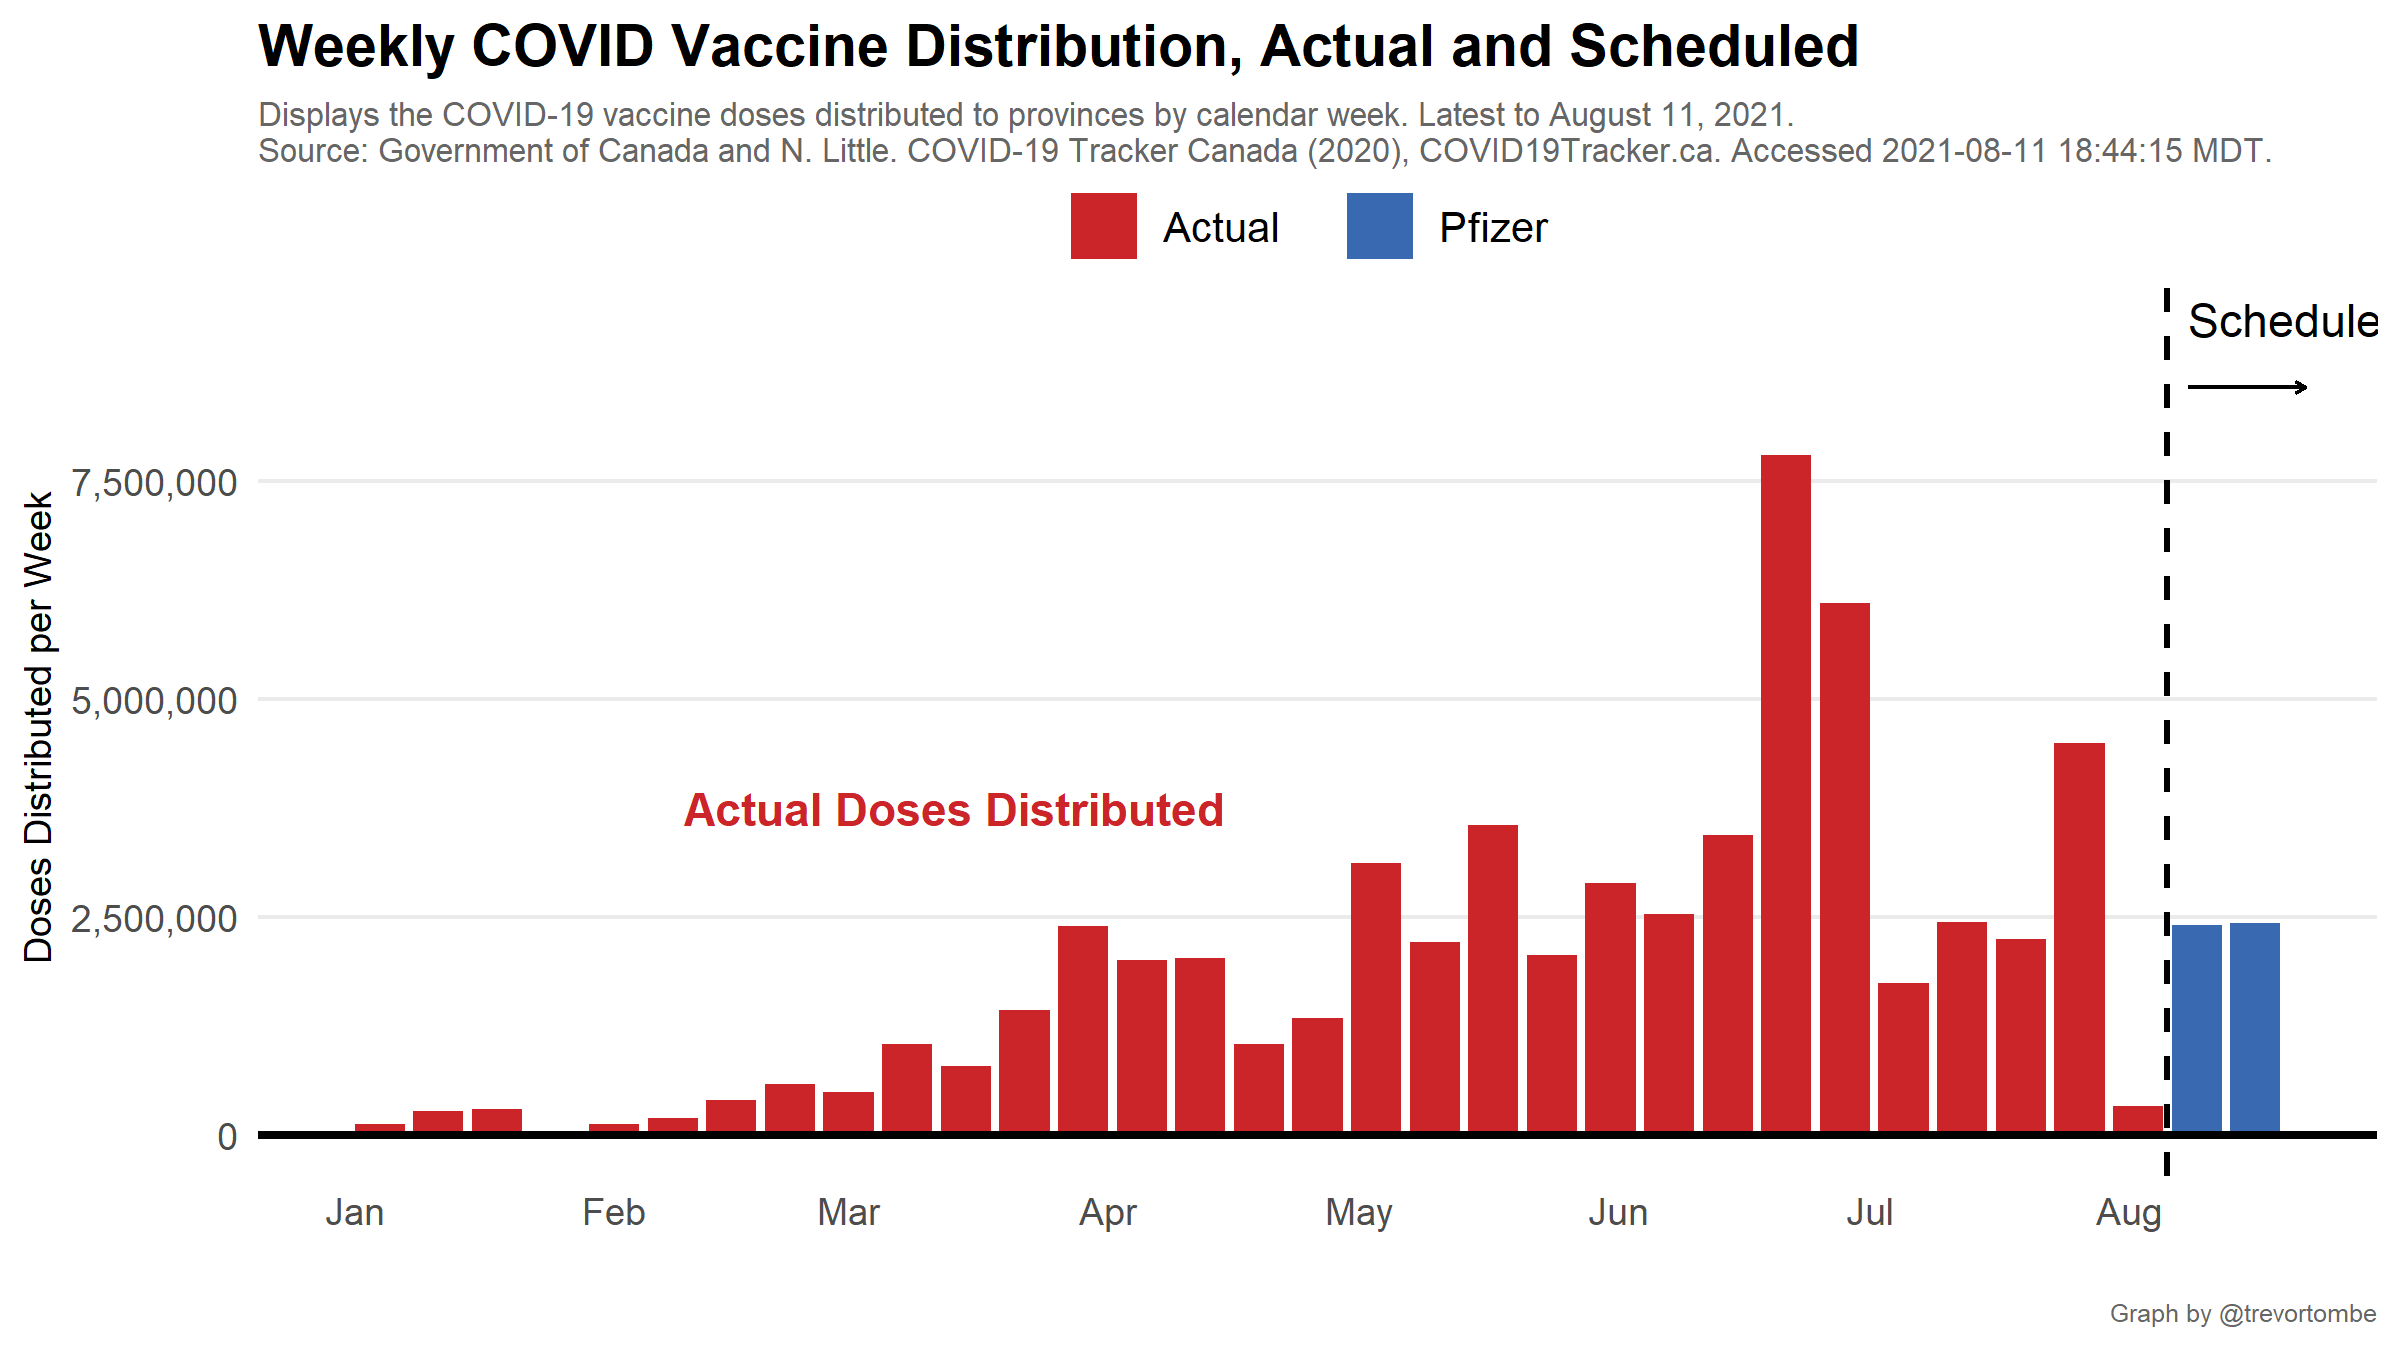 Weekly COVID Vaccine Distribution, Actual and Scheduled
Displays the COVID-19 vaccine doses distributed to provinces by calendar week. Latest to August 11, 2021.
Source: Government of Canada and N. Little. COVID-19 Tracker Canada (2020), COVID19Tracker.ca. Accessed 2021-08-11 18:44:15 MDT.
Actual Pfizer
Schedule
Doses Distributed per Week
7,500,000
5,000,000
2,500,000
0
Actual Doses Distributed
Jan Feb Mar Apr May Jun Jul Aug
Graph by @trevortombe